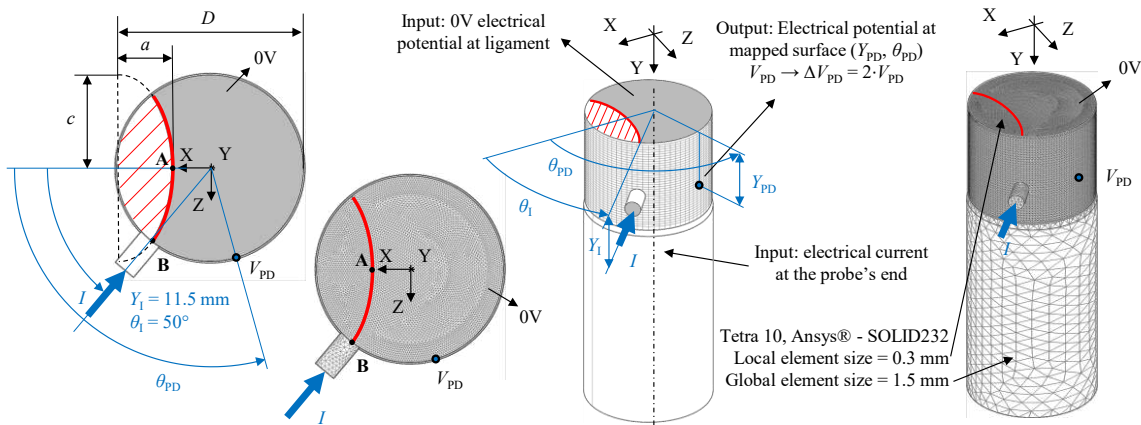 D
a
0V
c
A
X
Y
Z
B
V_PD
I
Y_I = 11.5 mm
θ_I = 50°
θ_PD
A
X
Y
Z
0V
B
V_PD
I
Input: 0V electrical
potential at ligament
X
Z
Y
Output: Electrical potential at
mapped surface (Y_PD, θ_PD)
V_PD → ΔV_PD = 2·V_PD
θ_PD
Y_PD
θ_I
Y_I
I
Input: electrical current
at the probe’s end
Tetra 10, Ansys® - SOLID232
Local element size = 0.3 mm
Global element size = 1.5 mm
X
Z
Y
0V
V_PD
I